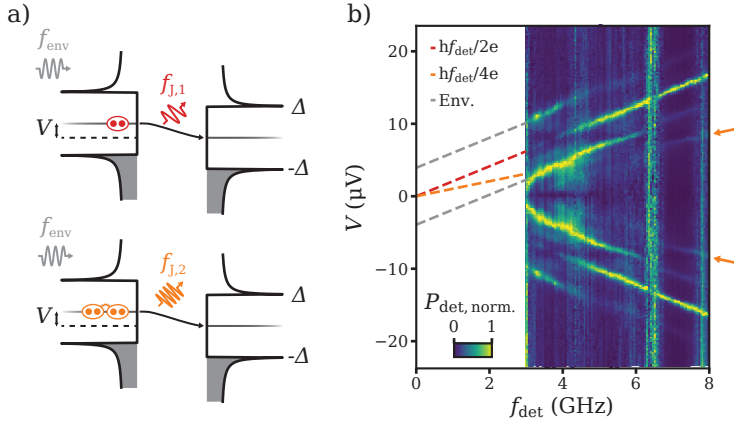 a)
f_env
f_J,1
V
Δ
-Δ
f_env
f_J,2
V
Δ
-Δ
b)
hf_det/2e
hf_det/4e
Env.
20
10
0
−10
−20
V (μV)
P_det, norm.
0 1
0 2 4 6 8
f_det (GHz)